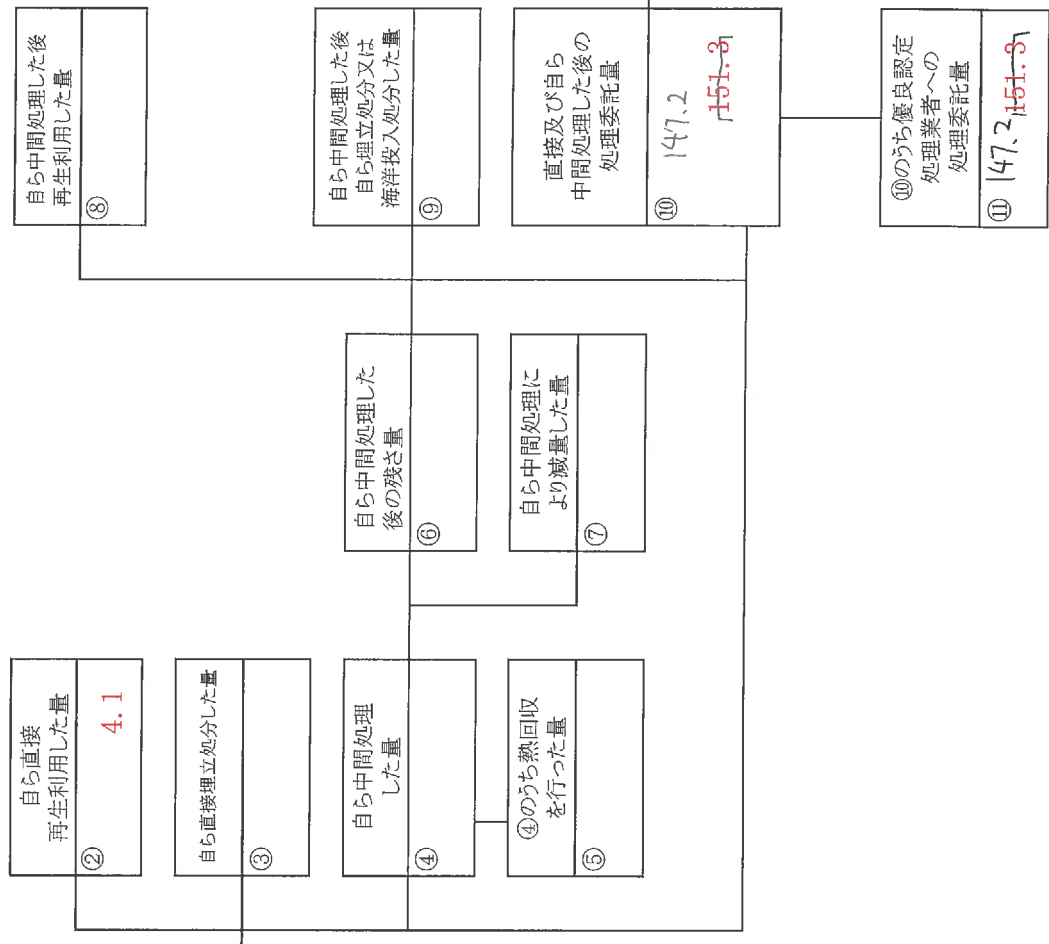 自ら直接
再生利用した量
②
4.1
自ら直接埋立処分した量
③
自ら中間処理
した量
④
④のうち熱回収
を行った量
⑤
自ら中間処理した
後の残さ量
⑥
自ら中間処理に
より減量した量
⑦
自ら中間処理した後
再生利用した量
⑧
自ら中間処理した後
自ら埋立処分又は
海洋投入処分した量
⑨
直接及び自ら
中間処理した後の
処理委託量
⑩
147.2
151.3
⑩のうち優良認定
処理業者への
処理委託量
⑪
147.2
151.3